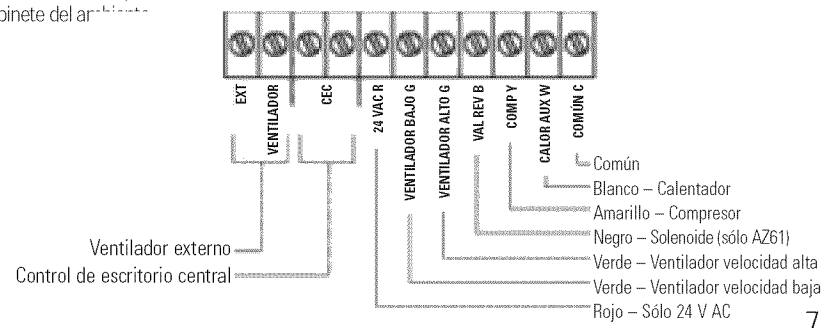 binete del ambiente
EXT
VENTILADOR
CEC
24 VAC R
VENTILADOR BAJO G
VENTILADOR ALTO G
VAL REV B
COMP Y
CALOR AUX W
COMÚN C
Común
Blanco – Calentador
Amarillo – Compresor
Negro – Solenoide (sólo AZ61)
Verde – Ventilador velocidad alta
Verde – Ventilador velocidad baja
Rojo – Sólo 24 V AC
Ventilador externo
Control de escritorio central
7